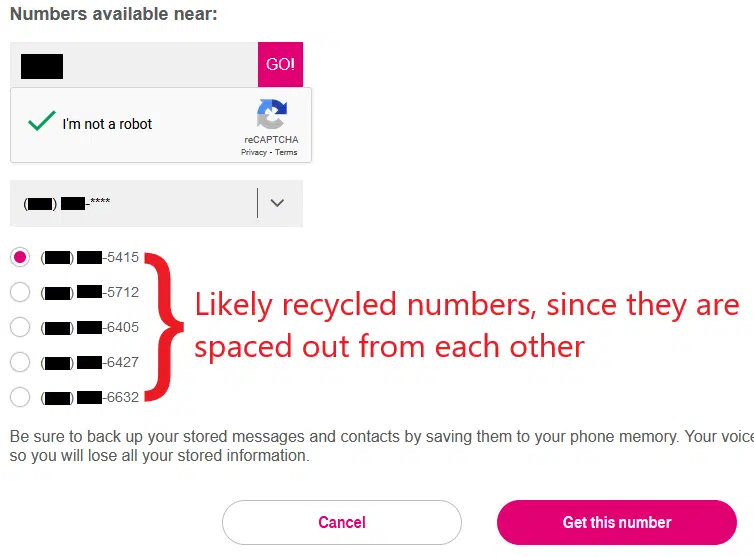 Numbers available near:
GO!
I'm not a robot
reCAPTCHA
Privacy - Terms
( ) -****
( ) -5415
( ) -5712
( ) -6405
( ) -6427
( ) -6632
Likely recycled numbers, since they are
spaced out from each other
Be sure to back up your stored messages and contacts by saving them to your phone memory. Your
so you will lose all your stored information.
Cancel
Get this number